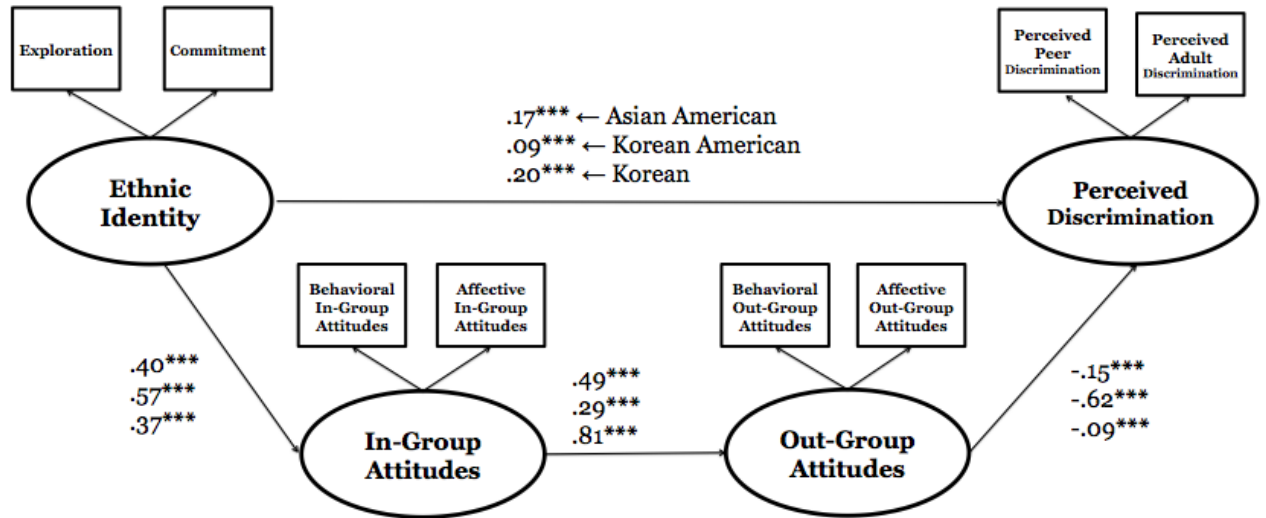 Exploration
Commitment
Perceived
Peer
Discrimination
Perceived
Adult
Discrimination
.17*** ← Asian American
.09*** ← Korean American
.20*** ← Korean
Ethnic
Identity
Perceived
Discrimination
Behavioral
In-Group
Attitudes
Affective
In-Group
Attitudes
Behavioral
Out-Group
Attitudes
Affective
Out-Group
Attitudes
.40***
.57***
.37***
.49***
.29***
.81***
-.15***
-.62***
-.09***
In-Group
Attitudes
Out-Group
Attitudes